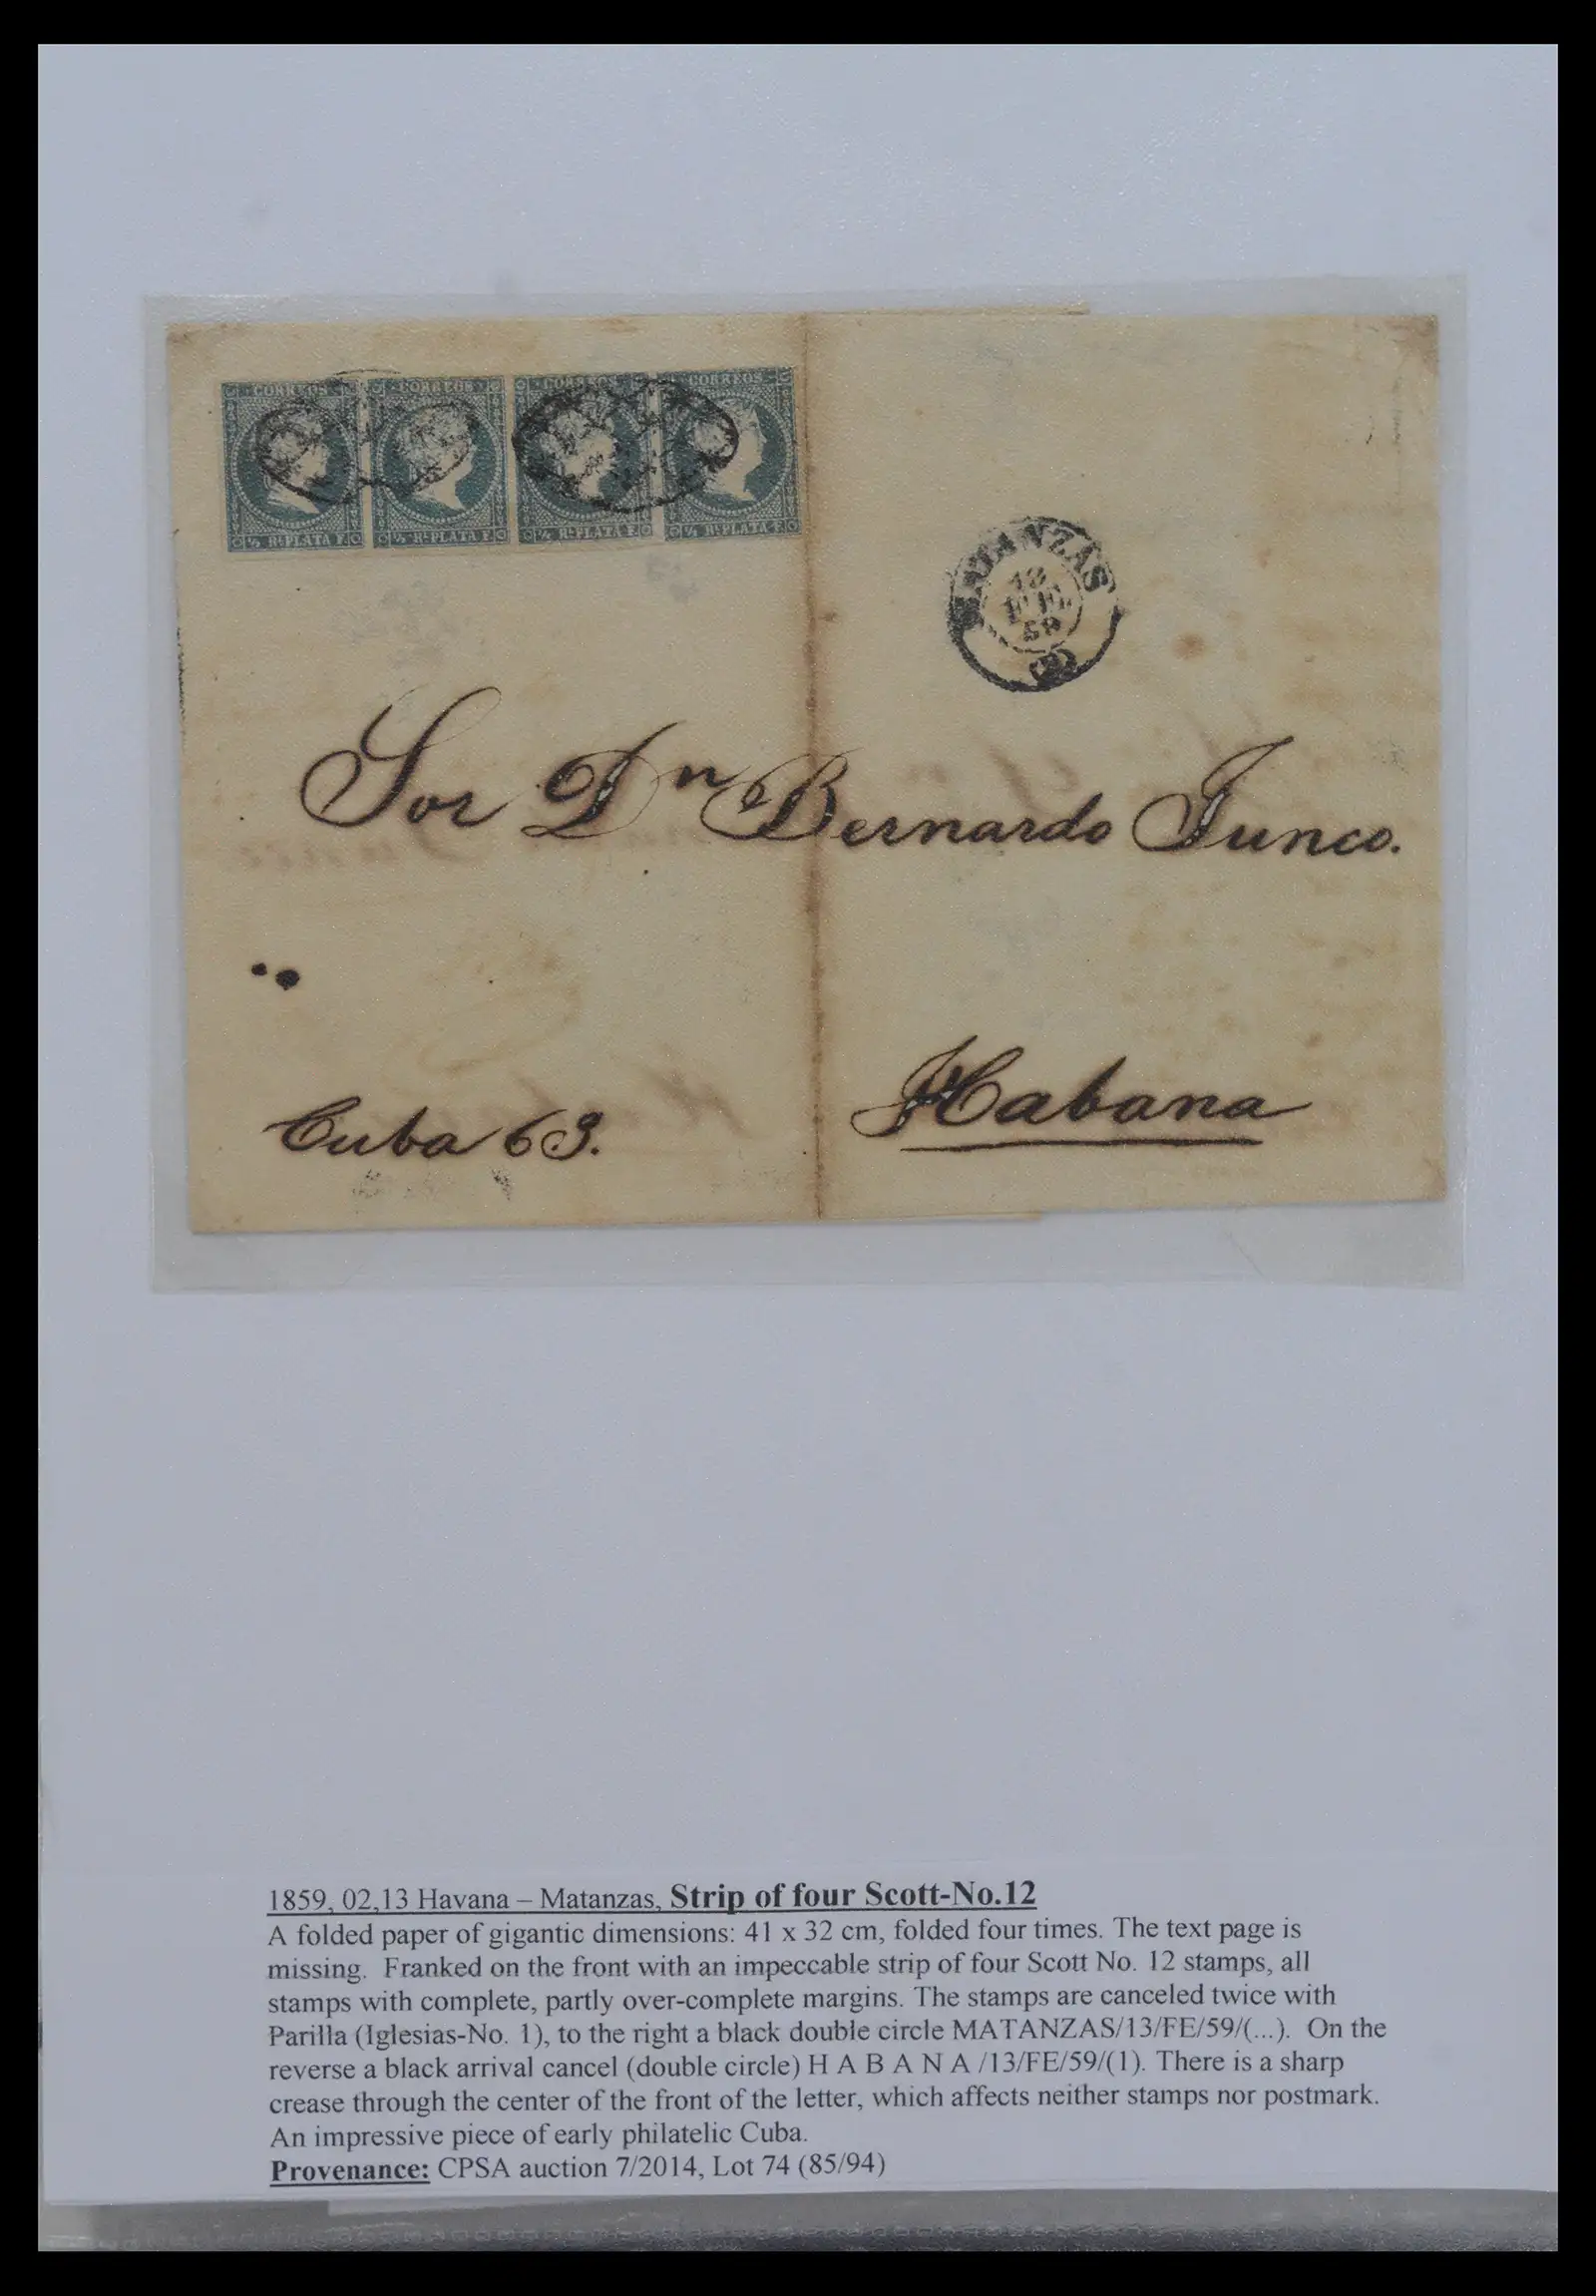 CORREOS CORREOS CORREOS CORREOS
½ Rl. PLATA F. ½ Rl. PLATA F. ½ Rl. PLATA F. ½ Rl. PLATA F.
MATANZAS
13
FE
59
(2)
Sor Dn Bernardo Junco.
Cuba 63.
Habana
1859, 02,13 Havana – Matanzas, Strip of four Scott-No.12
A folded paper of gigantic dimensions: 41 x 32 cm, folded four times. The text page is
missing. Franked on the front with an impeccable strip of four Scott No. 12 stamps, all
stamps with complete, partly over-complete margins. The stamps are canceled twice with
Parilla (Iglesias-No. 1), to the right a black double circle MATANZAS/13/FE/59/(...). On the
reverse a black arrival cancel (double circle) H A B A N A /13/FE/59/(1). There is a sharp
crease through the center of the front of the letter, which affects neither stamps nor postmark.
An impressive piece of early philatelic Cuba.
Provenance: CPSA auction 7/2014, Lot 74 (85/94)